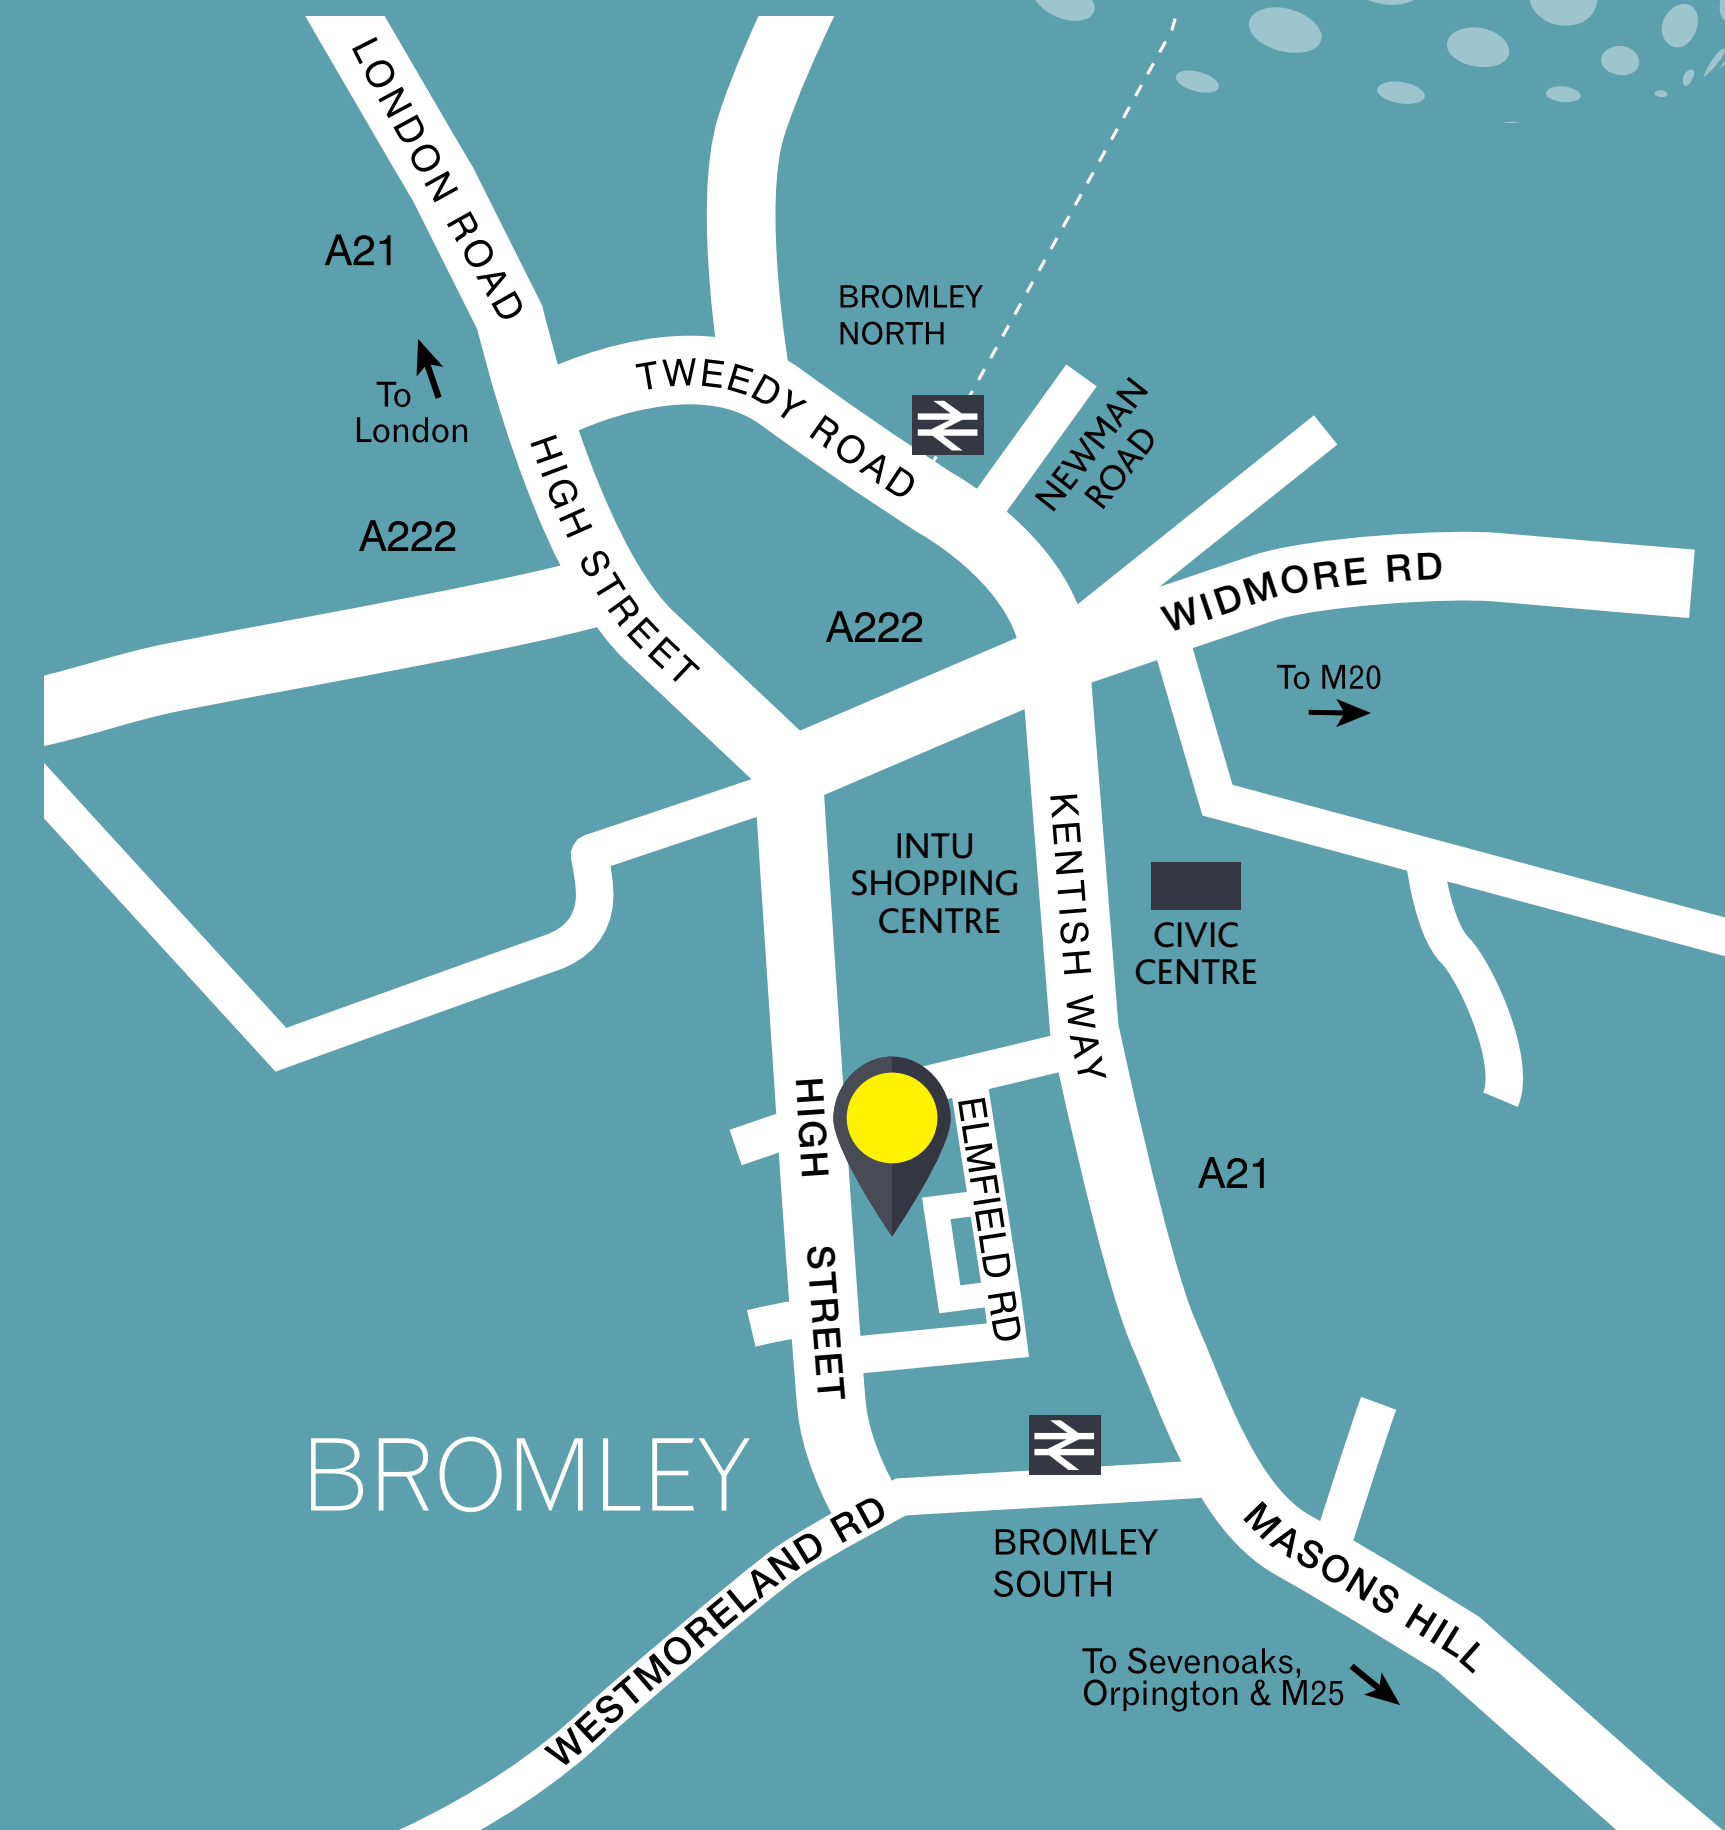 LONDON ROAD
A21
BROMLEY
NORTH
To
London
TWEEDY ROAD
NEWMAN
ROAD
HIGH STREET
A222
WIDMORE RD
A222
To M20
INTU
SHOPPING
CENTRE
KENTISH WAY
CIVIC
CENTRE
HIGH STREET
ELMFIELD RD
A21
BROMLEY
WESTMORELAND RD
BROMLEY
SOUTH
MASONS HILL
To Sevenoaks,
Orpington & M25